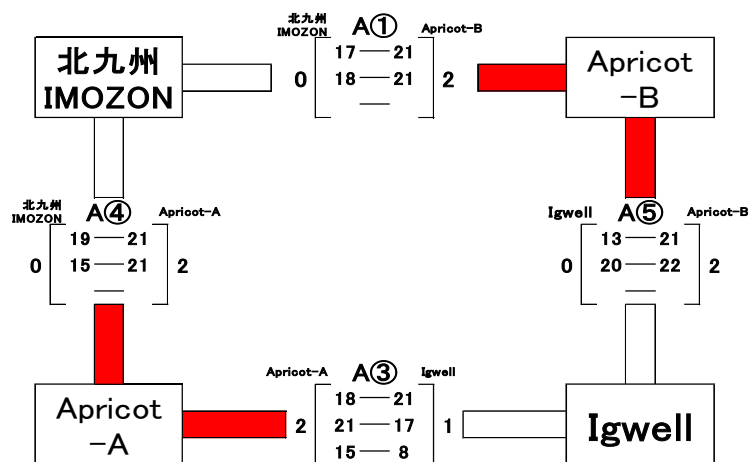 北九州
IMOZON
A①
Apricot-B
北九州
IMOZON
0
17 — 21
18 — 21
—
2
Apricot
-B
北九州
IMOZON
A④
Apricot-A
0
19 — 21
15 — 21
—
2
Igwell
A⑤
Apricot-B
0
13 — 21
20 — 22
—
2
Apricot-A
A③
Igwell
2
18 — 21
21 — 17
15 — 8
1
Apricot
-A
Igwell